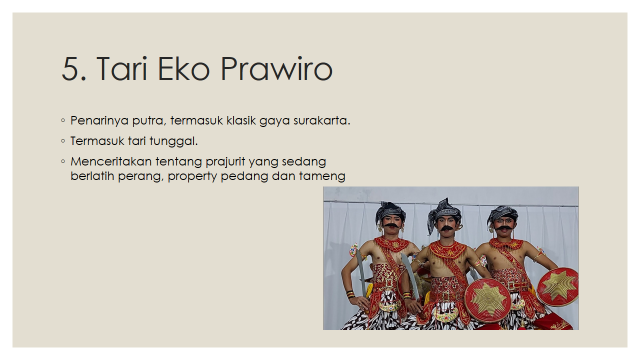 5. Tari Eko Prawiro
◦ Penarinya putra, termasuk klasik gaya surakarta.
◦ Termasuk tari tunggal.
◦ Menceritakan tentang prajurit yang sedang
berlatih perang, property pedang dan tameng